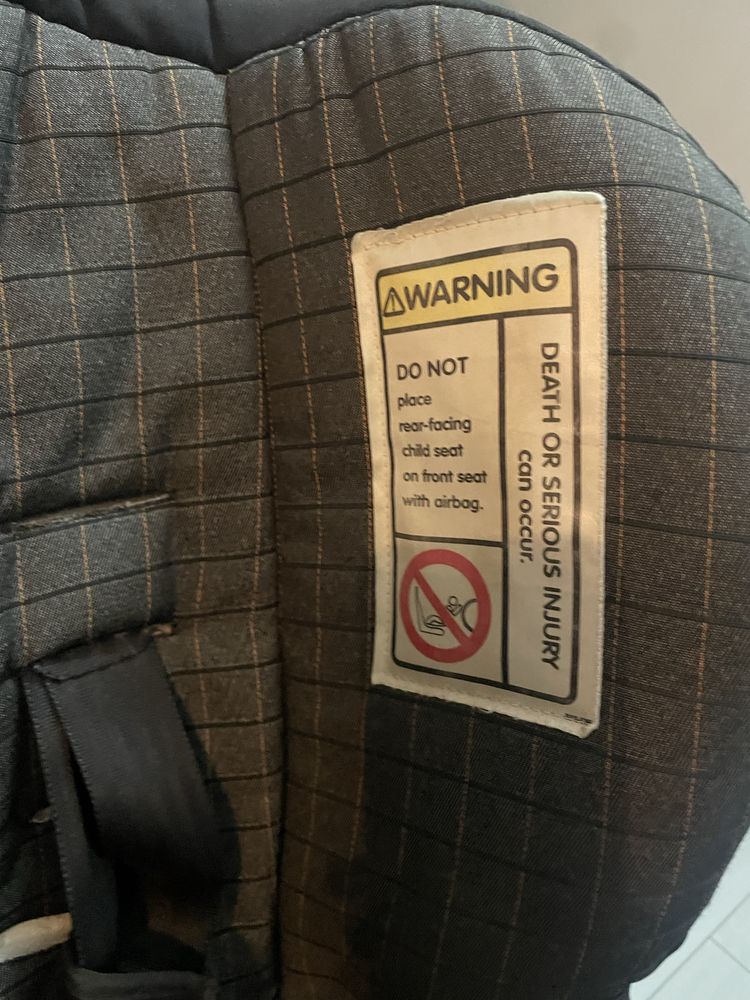 WARNING
DO NOT
place
rear-facing
child seat
on front seat
with airbag.
DEATH OR SERIOUS INJURY
can occur.